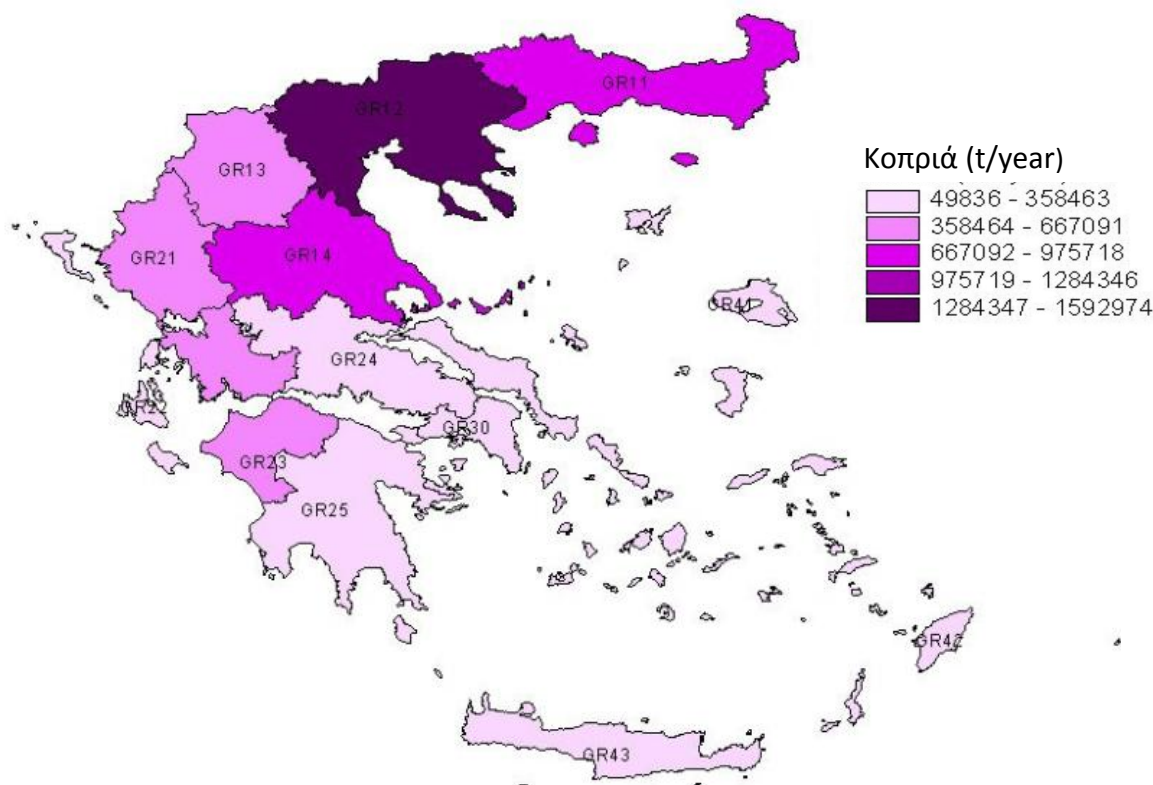 GR11
GR12
Κοπριά (t/year)
49836 - 358463
358464 - 667091
667092 - 975718
975719 - 1284346
1284347 - 1592974
GR13
GR14
GR21
GR41
GR24
GR22
GR30
GR23
GR25
GR42
GR43